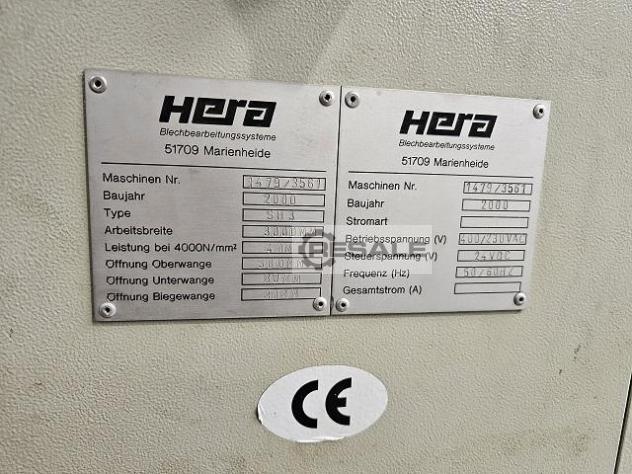 Hera
Blechbearbeitungssysteme
51709 Marienheide
Maschinen Nr. 1479/3561
Baujahr 2000
Type
Arbeitsbreite
Leistung bei 4000N/mm²
Öffnung Oberwange
Öffnung Unterwange
Öffnung Biegewange
Hera
Blechbearbeitungssysteme
51709 Marienheide
Maschinen Nr. 1479/3561
Baujahr 2000
Stromart
Betriebsspannung (V) 400/230VAC
Steuerspannung (V) 24VDC
Frequenz (Hz) 50/60HZ
Gesamtstrom (A)
RESALE
CE